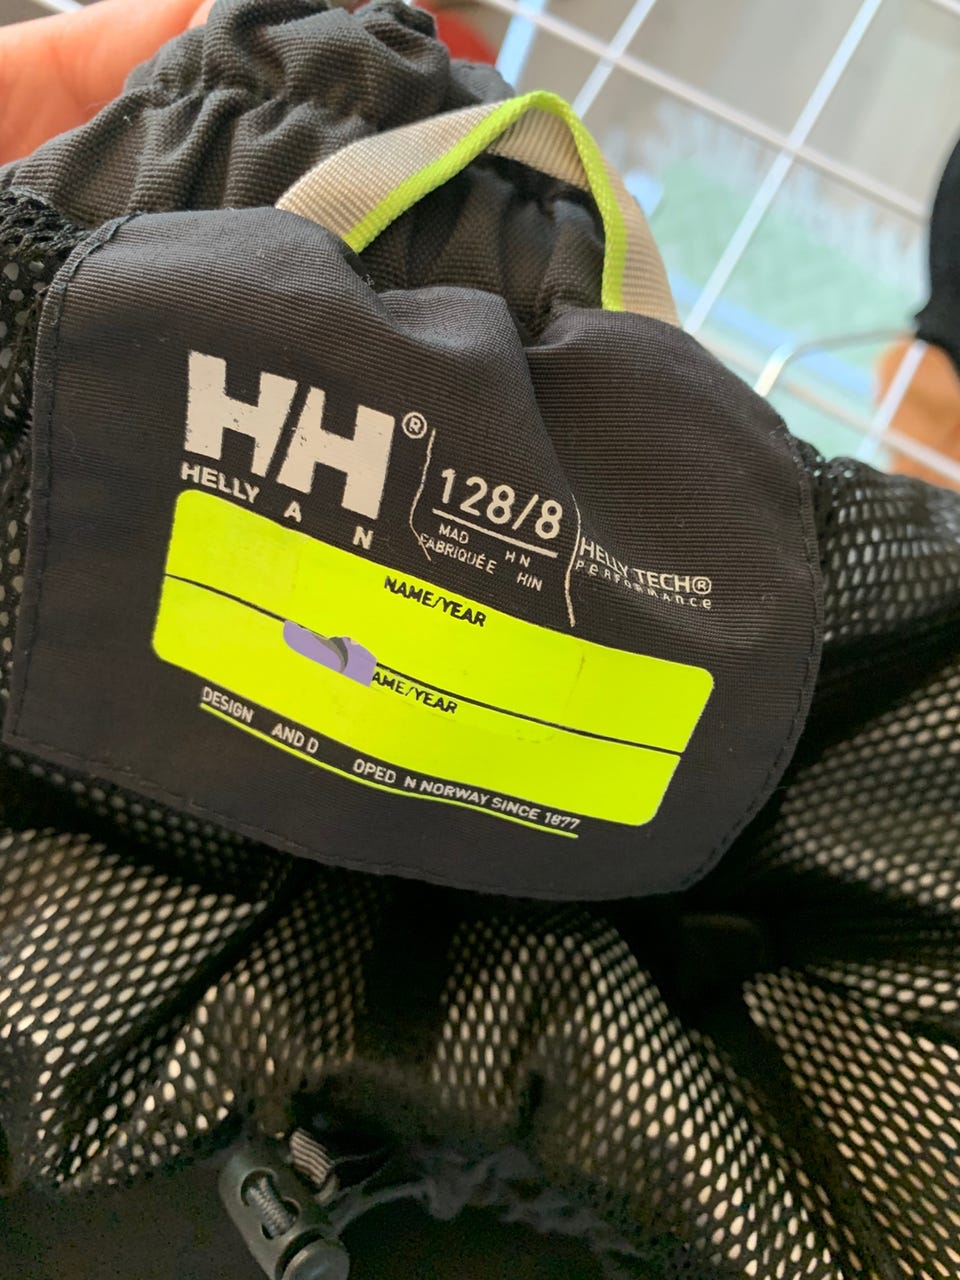 HH®
HELLY   A   N
128/8
MAD   H N
FABRIQUÉE   HIN
HELLY TECH®
PERFORMANCE
NAME/YEAR
AME/YEAR
DESIGN   AND D   OPED   N NORWAY SINCE 1877